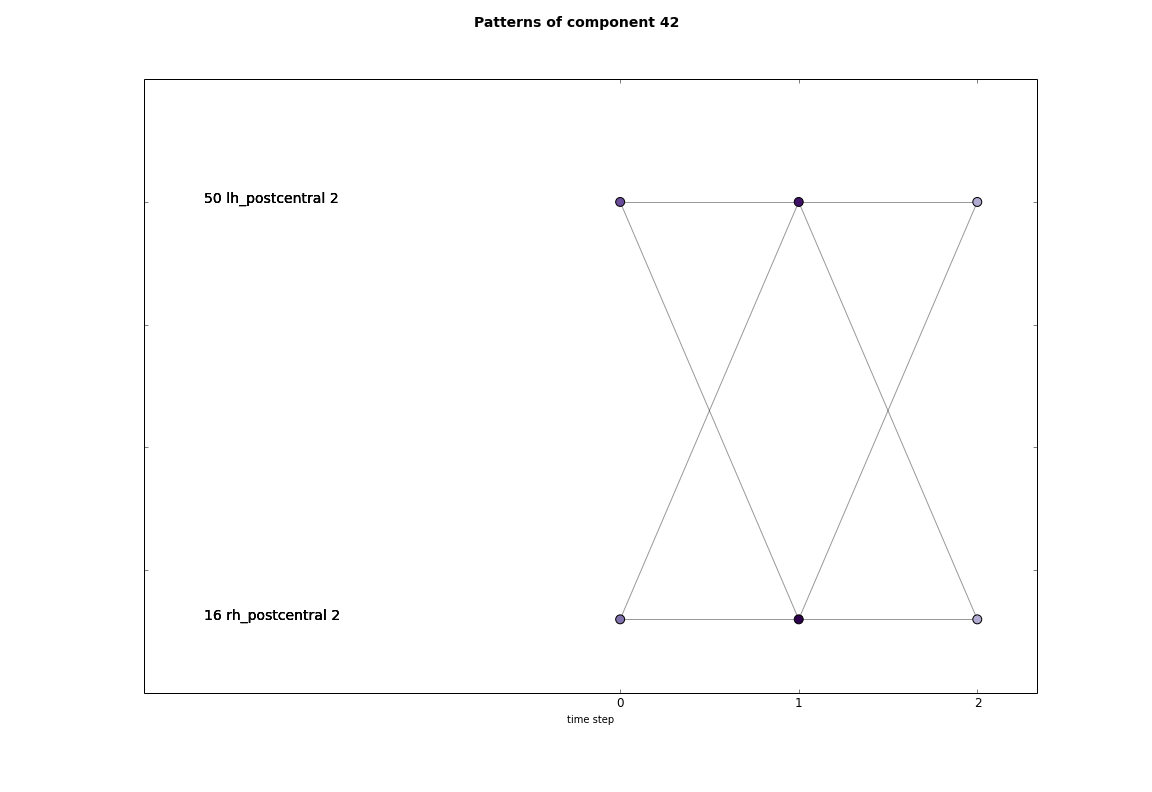 Patterns of component 42
50 lh_postcentral 2
16 rh_postcentral 2
0 1 2
time step